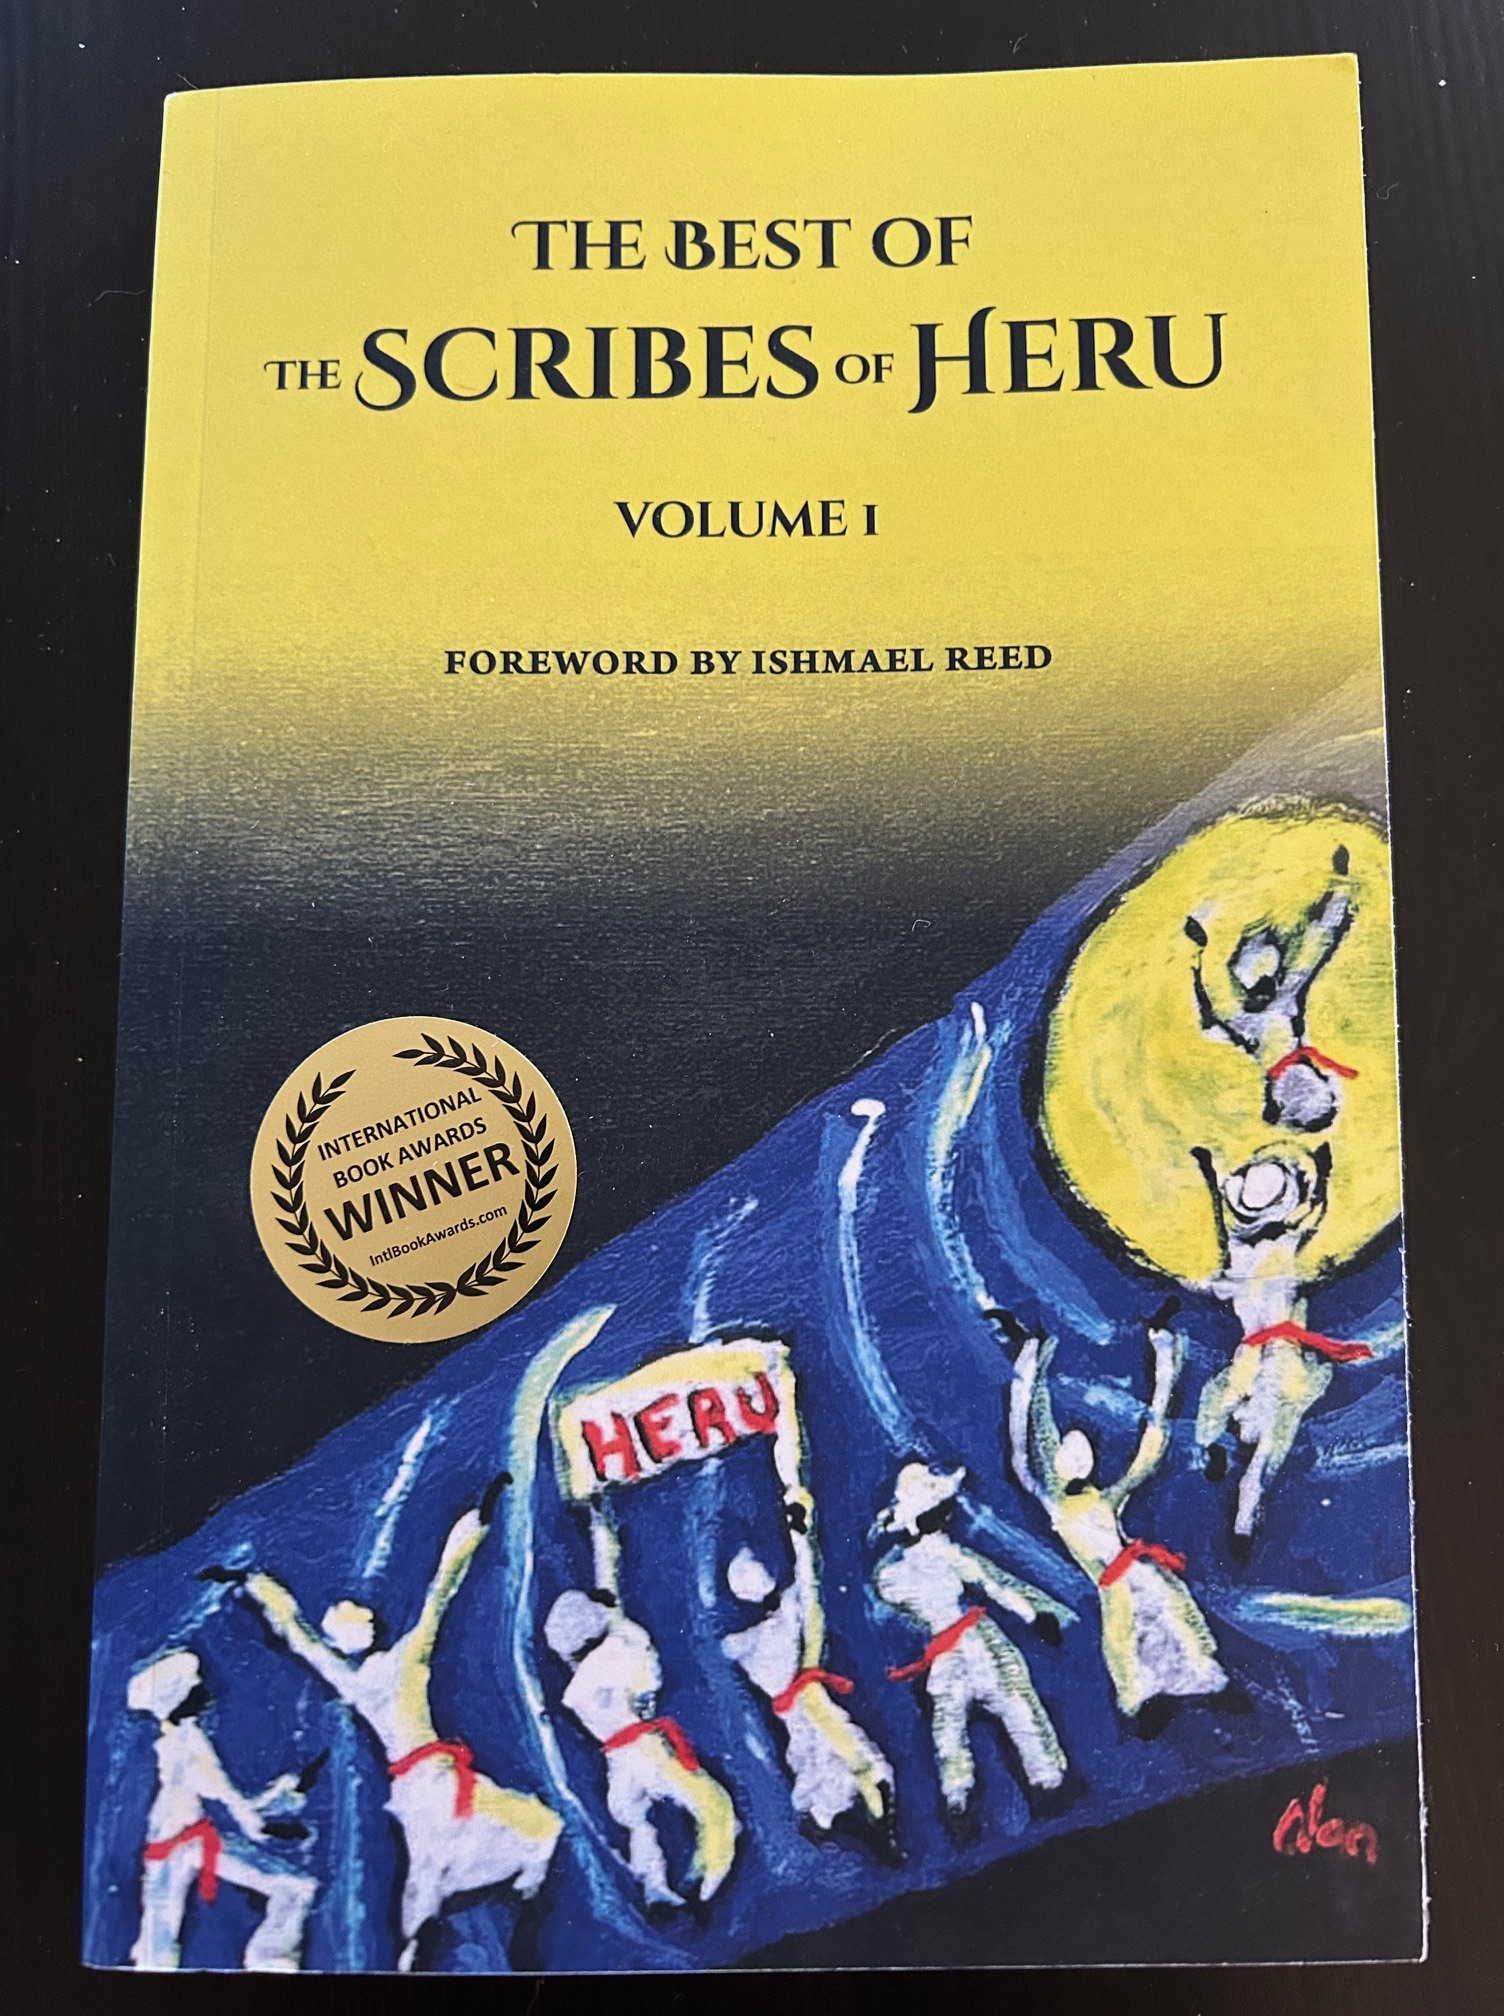 THE BEST OF
THE SCRIBES OF HERU
VOLUME I
FOREWORD BY ISHMAEL REED
INTERNATIONAL
BOOK AWARDS
WINNER
IntlBookAwards.com
HERU
Alan